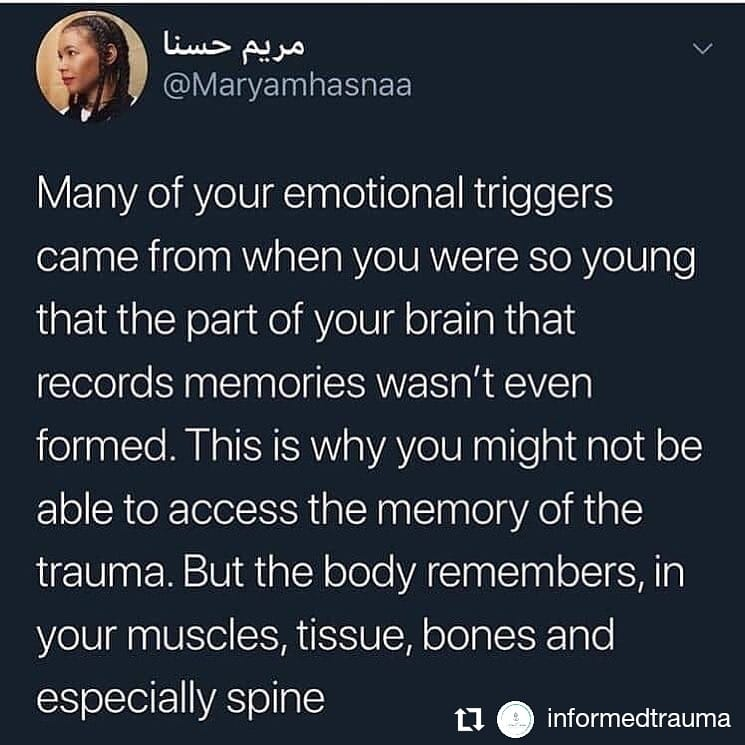 مريم حسنا
@Maryamhasnaa
Many of your emotional triggers
came from when you were so young
that the part of your brain that
records memories wasn't even
formed. This is why you might not be
able to access the memory of the
trauma. But the body remembers, in
your muscles, tissue, bones and
especially spine
informedtrauma